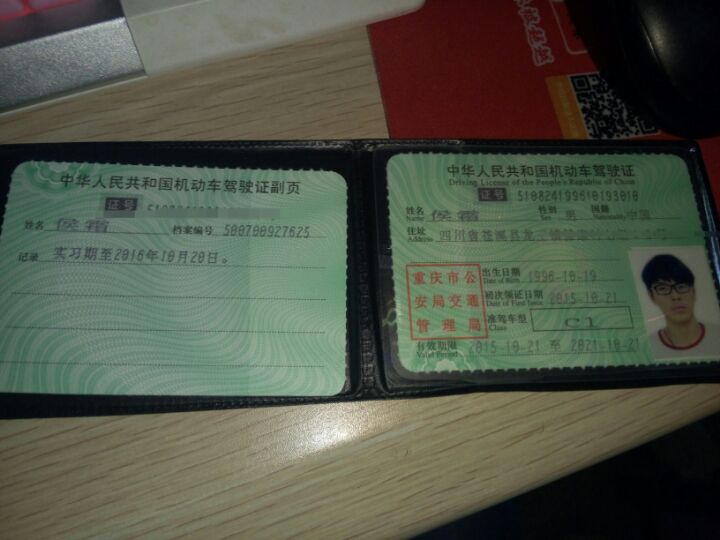 中华人民共和国机动车驾驶证副页
证号 51082419
姓名 侯霜 档案编号 500700927625
记录 实习期至2016年10月20日。
中华人民共和国机动车驾驶证
Driving License of the People's Republic of China
证号
姓名 Name 侯霜 性别 Sex 男 国籍 Nationality 中国
住址 Address 四川省苍溪县龙
重庆市公
安局交通
管理局
出生日期 Date of Birth 1996-10-19
初次领证日期 Date of First Issue 2015-10-21
准驾车型 Class C1
有效期限 Valid Period 2015-10-21 至 2021-10-21